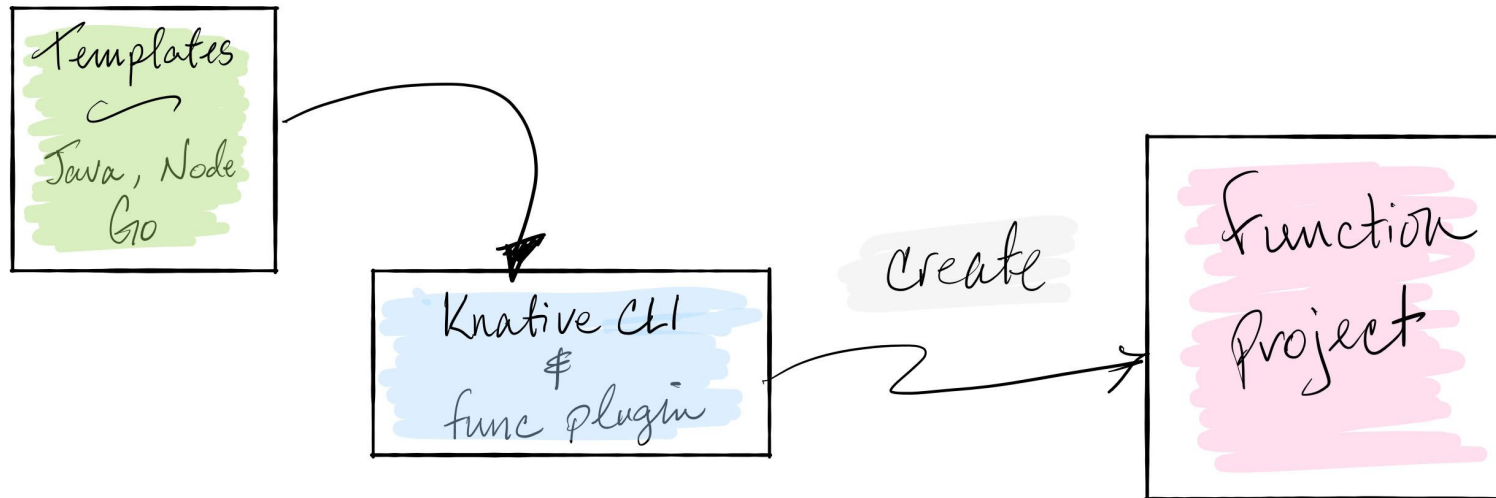 Templates
Java, Node
Go
Knative CLI
&
func plugin
create
Function
Project